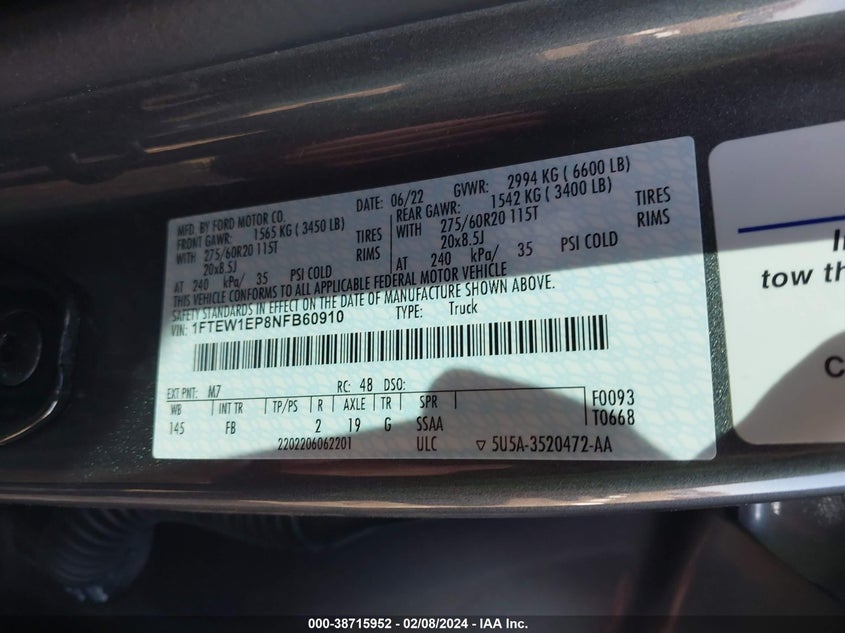 MFD. BY FORD MOTOR CO.
DATE: 06/22 GVWR: 2994 KG ( 6600 LB)
FRONT GAWR: 1565 KG ( 3450 LB)
REAR GAWR: 1542 KG ( 3400 LB)
WITH 275/60R20 115T TIRES
WITH 275/60R20 115T TIRES
20x8.5J RIMS
20x8.5J RIMS
AT 240 kPa/ 35 PSI COLD
AT 240 kPa/ 35 PSI COLD
THIS VEHICLE CONFORMS TO ALL APPLICABLE FEDERAL MOTOR VEHICLE
SAFETY STANDARDS IN EFFECT ON THE DATE OF MANUFACTURE SHOWN ABOVE.
VIN: 1FTEW1EP8NFB60910 TYPE: Truck
EXT PNT: M7 RC: 48 DSO:
WB INT TR TP/PS R AXLE TR SPR F0093
145 FB 2 19 G SSAA T0668
2202206062201 ULC ▽ 5U5A-3520472-AA
tow th
C
000-38715952 - 02/08/2024 - IAA Inc.